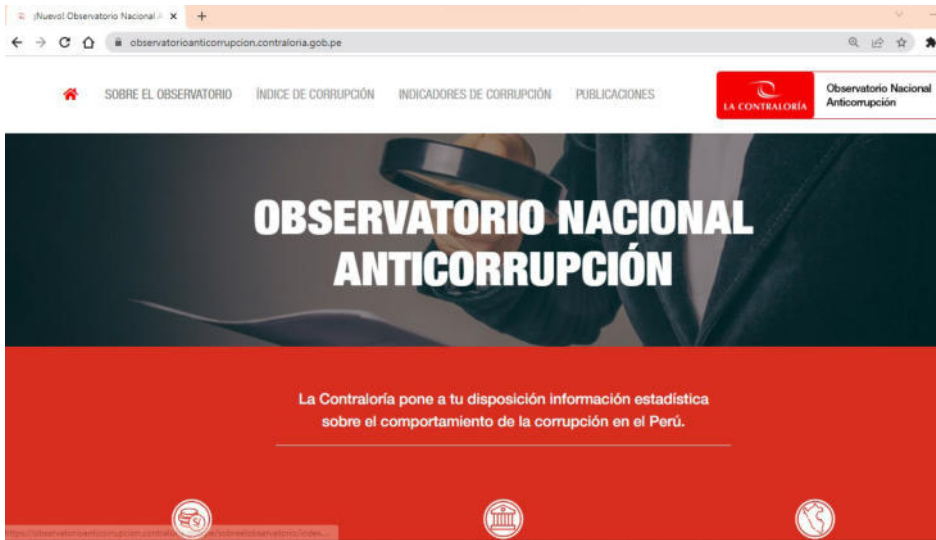 ¡Nuevo! Observatorio Nacional A
observatorioanticorrupcion.contraloria.gob.pe
SOBRE EL OBSERVATORIO ÍNDICE DE CORRUPCIÓN INDICADORES DE CORRUPCIÓN PUBLICACIONES
LA CONTRALORÍA
Observatorio Nacional
Anticorrupción
OBSERVATORIO NACIONAL
ANTICORRUPCIÓN
La Contraloría pone a tu disposición información estadística
sobre el comportamiento de la corrupción en el Perú.